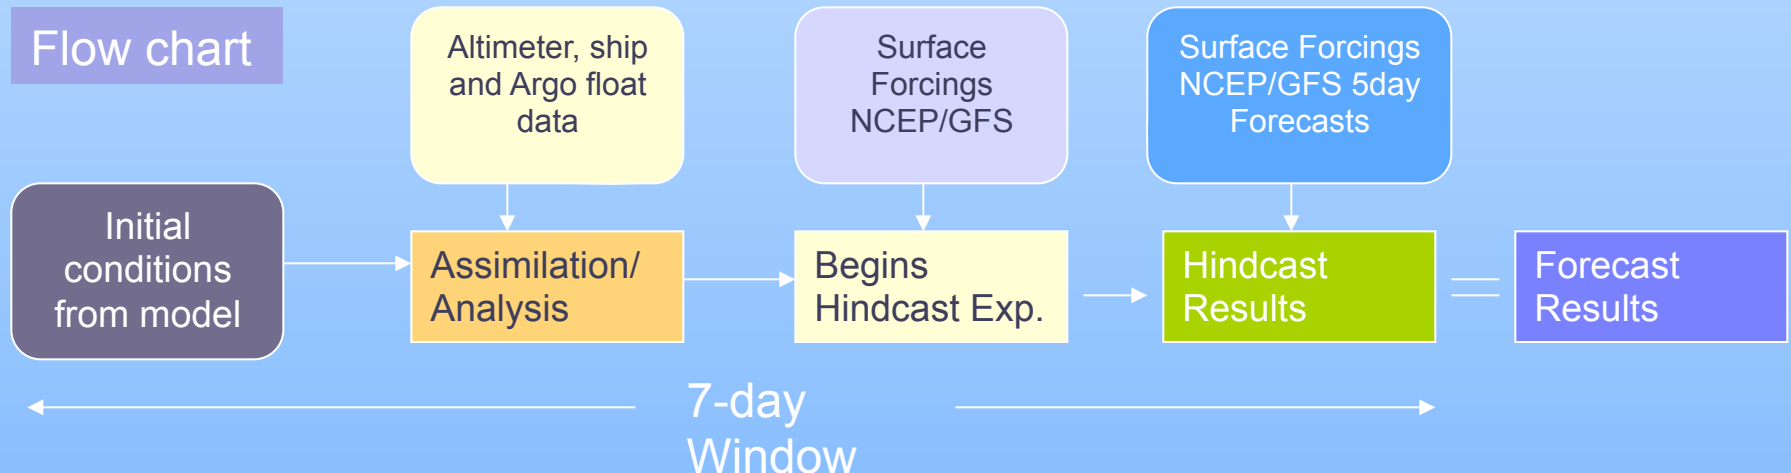 Flow chart
Altimeter, ship
and Argo float
data
Surface
Forcings
NCEP/GFS
Surface Forcings
NCEP/GFS 5day
Forecasts
Initial
conditions
from model
Assimilation/
Analysis
Begins
Hindcast Exp.
Hindcast
Results
Forecast
Results
7-day
Window